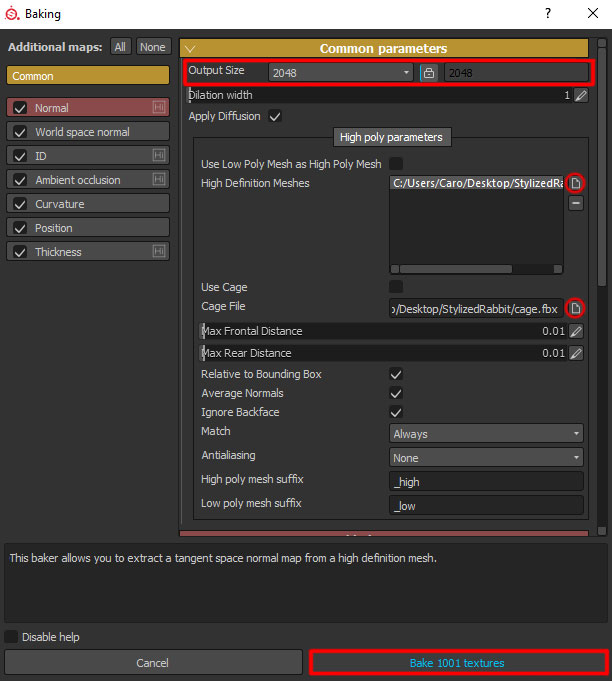 Baking
? X
Additional maps: All None
Common
Normal Hi
World space normal
ID Hi
Ambient occlusion Hi
Curvature
Position
Thickness Hi
Common parameters
Output Size 2048 2048
Dilation width 1
Apply Diffusion
High poly parameters
Use Low Poly Mesh as High Poly Mesh
High Definition Meshes C:/Users/Caro/Desktop/StylizedRa
Use Cage
Cage File o/Desktop/StylizedRabbit/cage.fbx
Max Frontal Distance 0.01
Max Rear Distance 0.01
Relative to Bounding Box
Average Normals
Ignore Backface
Match Always
Antialiasing None
High poly mesh suffix _high
Low poly mesh suffix _low
This baker allows you to extract a tangent space normal map from a high definition mesh.
Disable help
Cancel Bake 1001 textures